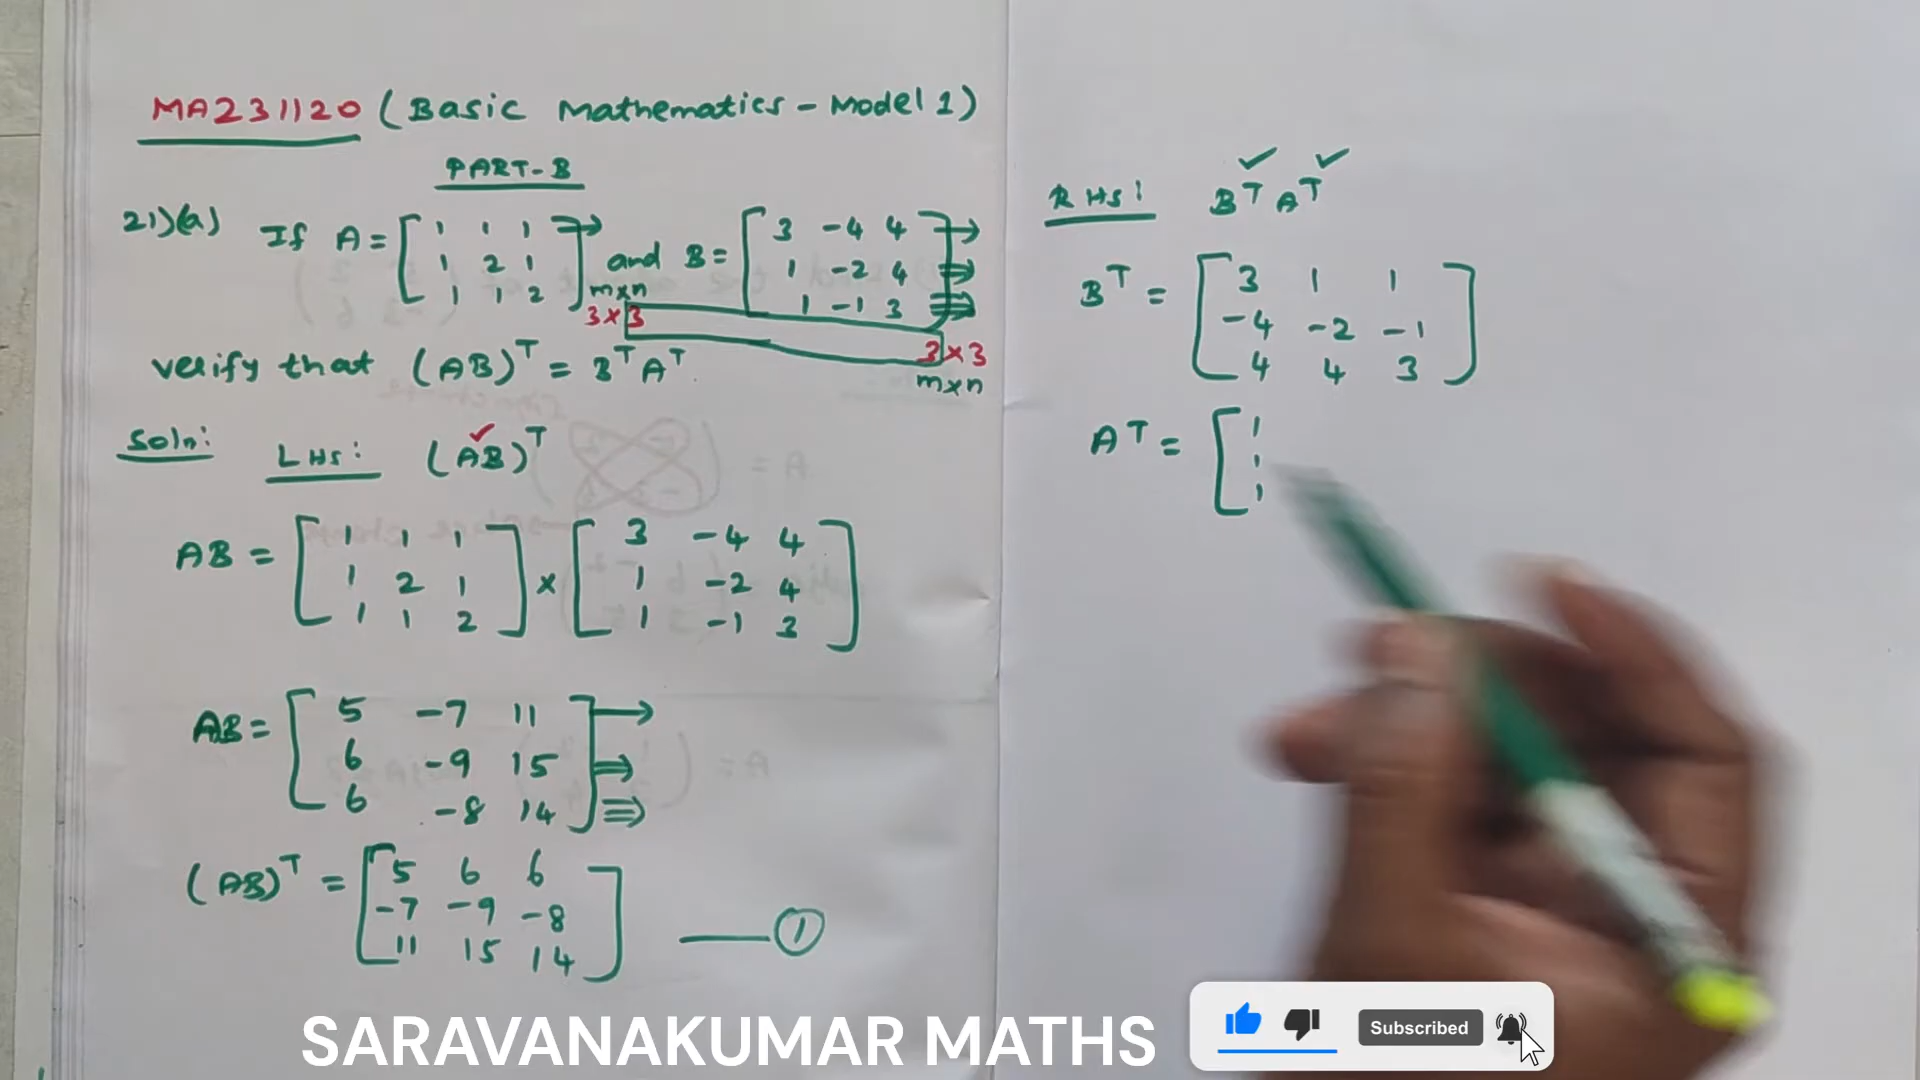 MA231120 (Basic Mathematics - Model 1)
PART-B
21)(a) If A = [ 1 1 1 and B = [ 3 -4 4
1 2 1 1 -2 4
1 1 2 ] m×n 1 -1 3 ]
3×3 3×3
m×n
verify that (AB)ᵀ = BᵀAᵀ.
Soln: LHS: (AB)ᵀ
AB = [ 1 1 1 × [ 3 -4 4
1 2 1 1 -2 4
1 1 2 ] 1 -1 3 ]
AB = [ 5 -7 11
6 -9 15
6 -8 14 ]
(AB)ᵀ = [ 5 6 6
-7 -9 -8
11 15 14 ] —— ①
RHS: BᵀAᵀ
Bᵀ = [ 3 1 1
-4 -2 -1
4 4 3 ]
Aᵀ = [ 1
1
1
SARAVANAKUMAR MATHS
Subscribed